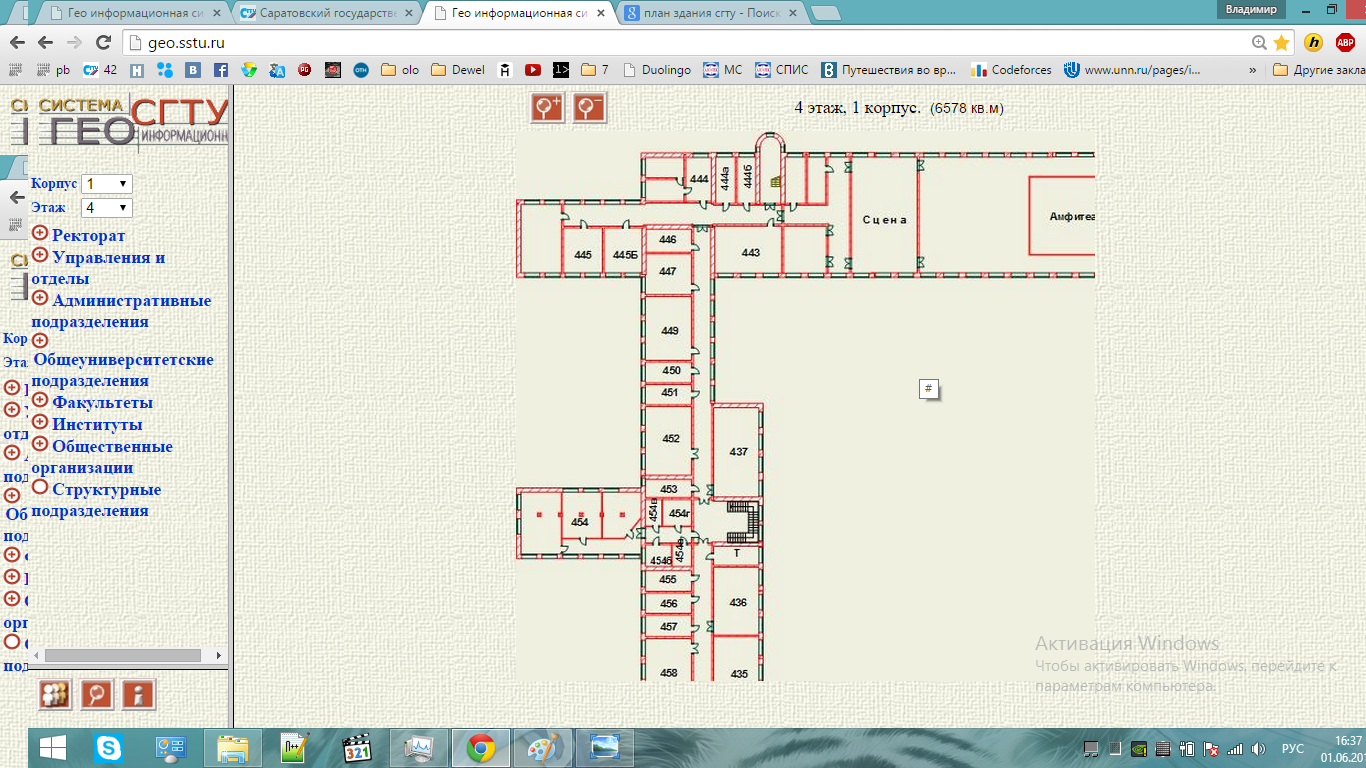 Гео информационная си
Саратовский государстве
Гео информационная си
план здания сгту - Поиск
Владимир
geo.sstu.ru
ABP
pb
42
olo
Dewel
7
Duolingo
МС
СПИС
Путешествия во вр...
Codeforces
www.unn.ru/pages/i...
»
Другие закла
СИСТЕМА
СГТУ
ГЕО
ИНФОРМАЦИОНН
Корпус 1
Этаж 4
Ректорат
Управления и
отделы
Административные
подразделения
Общеуниверситетские
подразделения
Факультеты
Институты
Общественные
организации
Структурные
подразделения
4 этаж, 1 корпус. (6578 кв.м)
444
444а
444б
Сцена
Амфитеа
445
445Б
446
443
447
449
450
451
452
437
453
454
454в
454г
454б
454а
Т
455
456
436
457
458
435
#
Активация Windows
Чтобы активировать Windows, перейдите к
параметрам компьютера.
321
РУС
16:37
01.06.20